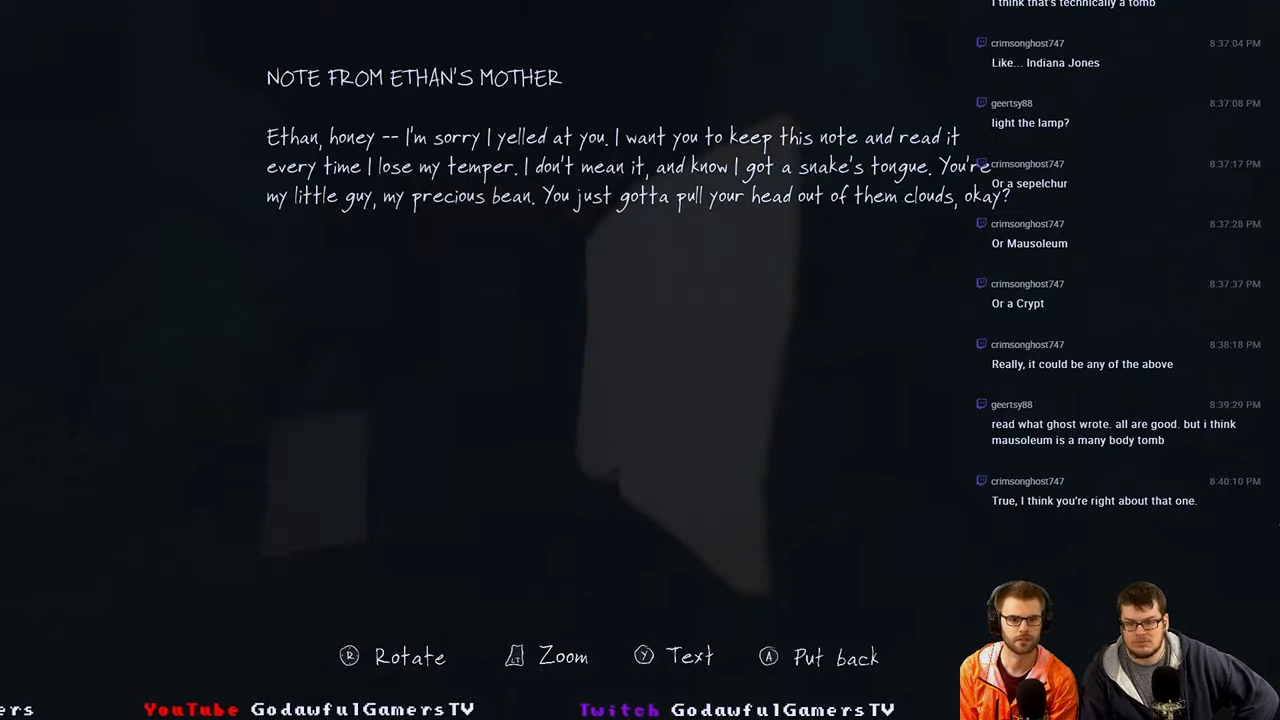 I think that's technically a tomb
NOTE FROM ETHAN'S MOTHER
Ethan, honey -- I'm sorry I yelled at you. I want you to keep this note and read it
every time I lose my temper. I don't mean it, and know I got a snake's tongue. You're
my little guy, my precious bean. You just gotta pull your head out of them clouds, okay?
crimsonghost747 8:37:04 PM
Like... Indiana Jones
geertsy88 8:37:08 PM
light the lamp?
crimsonghost747 8:37:17 PM
Or a sepelchur
crimsonghost747 8:37:28 PM
Or Mausoleum
crimsonghost747 8:37:37 PM
Or a Crypt
crimsonghost747 8:38:18 PM
Really, it could be any of the above
geertsy88 8:39:29 PM
read what ghost wrote. all are good. but i think
mausoleum is a many body tomb
crimsonghost747 8:40:10 PM
True, I think you're right about that one.
R Rotate LT Zoom Y Text A Put back
ers YouTube GodawfulGamersTV Twitch GodawfulGamersTV